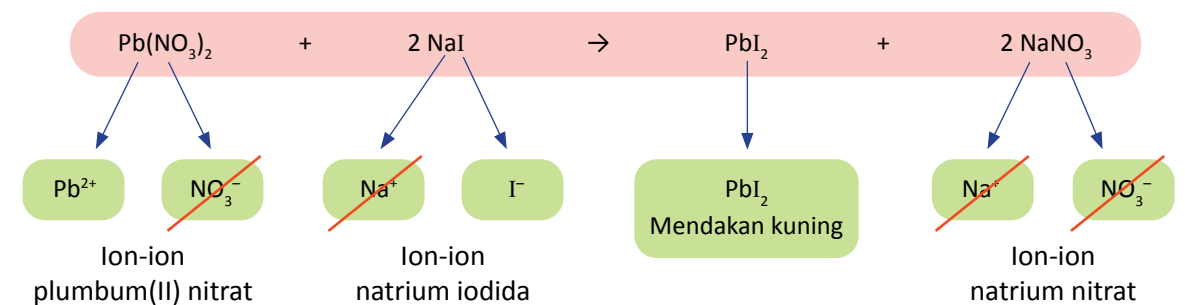 Pb(NO₃)₂ + 2 NaI → PbI₂ + 2 NaNO₃
Pb²⁺ NO₃⁻ Na⁺ I⁻ PbI₂ Na⁺ NO₃⁻
Mendakan kuning
Ion-ion Ion-ion Ion-ion
plumbum(II) nitrat natrium iodida natrium nitrat